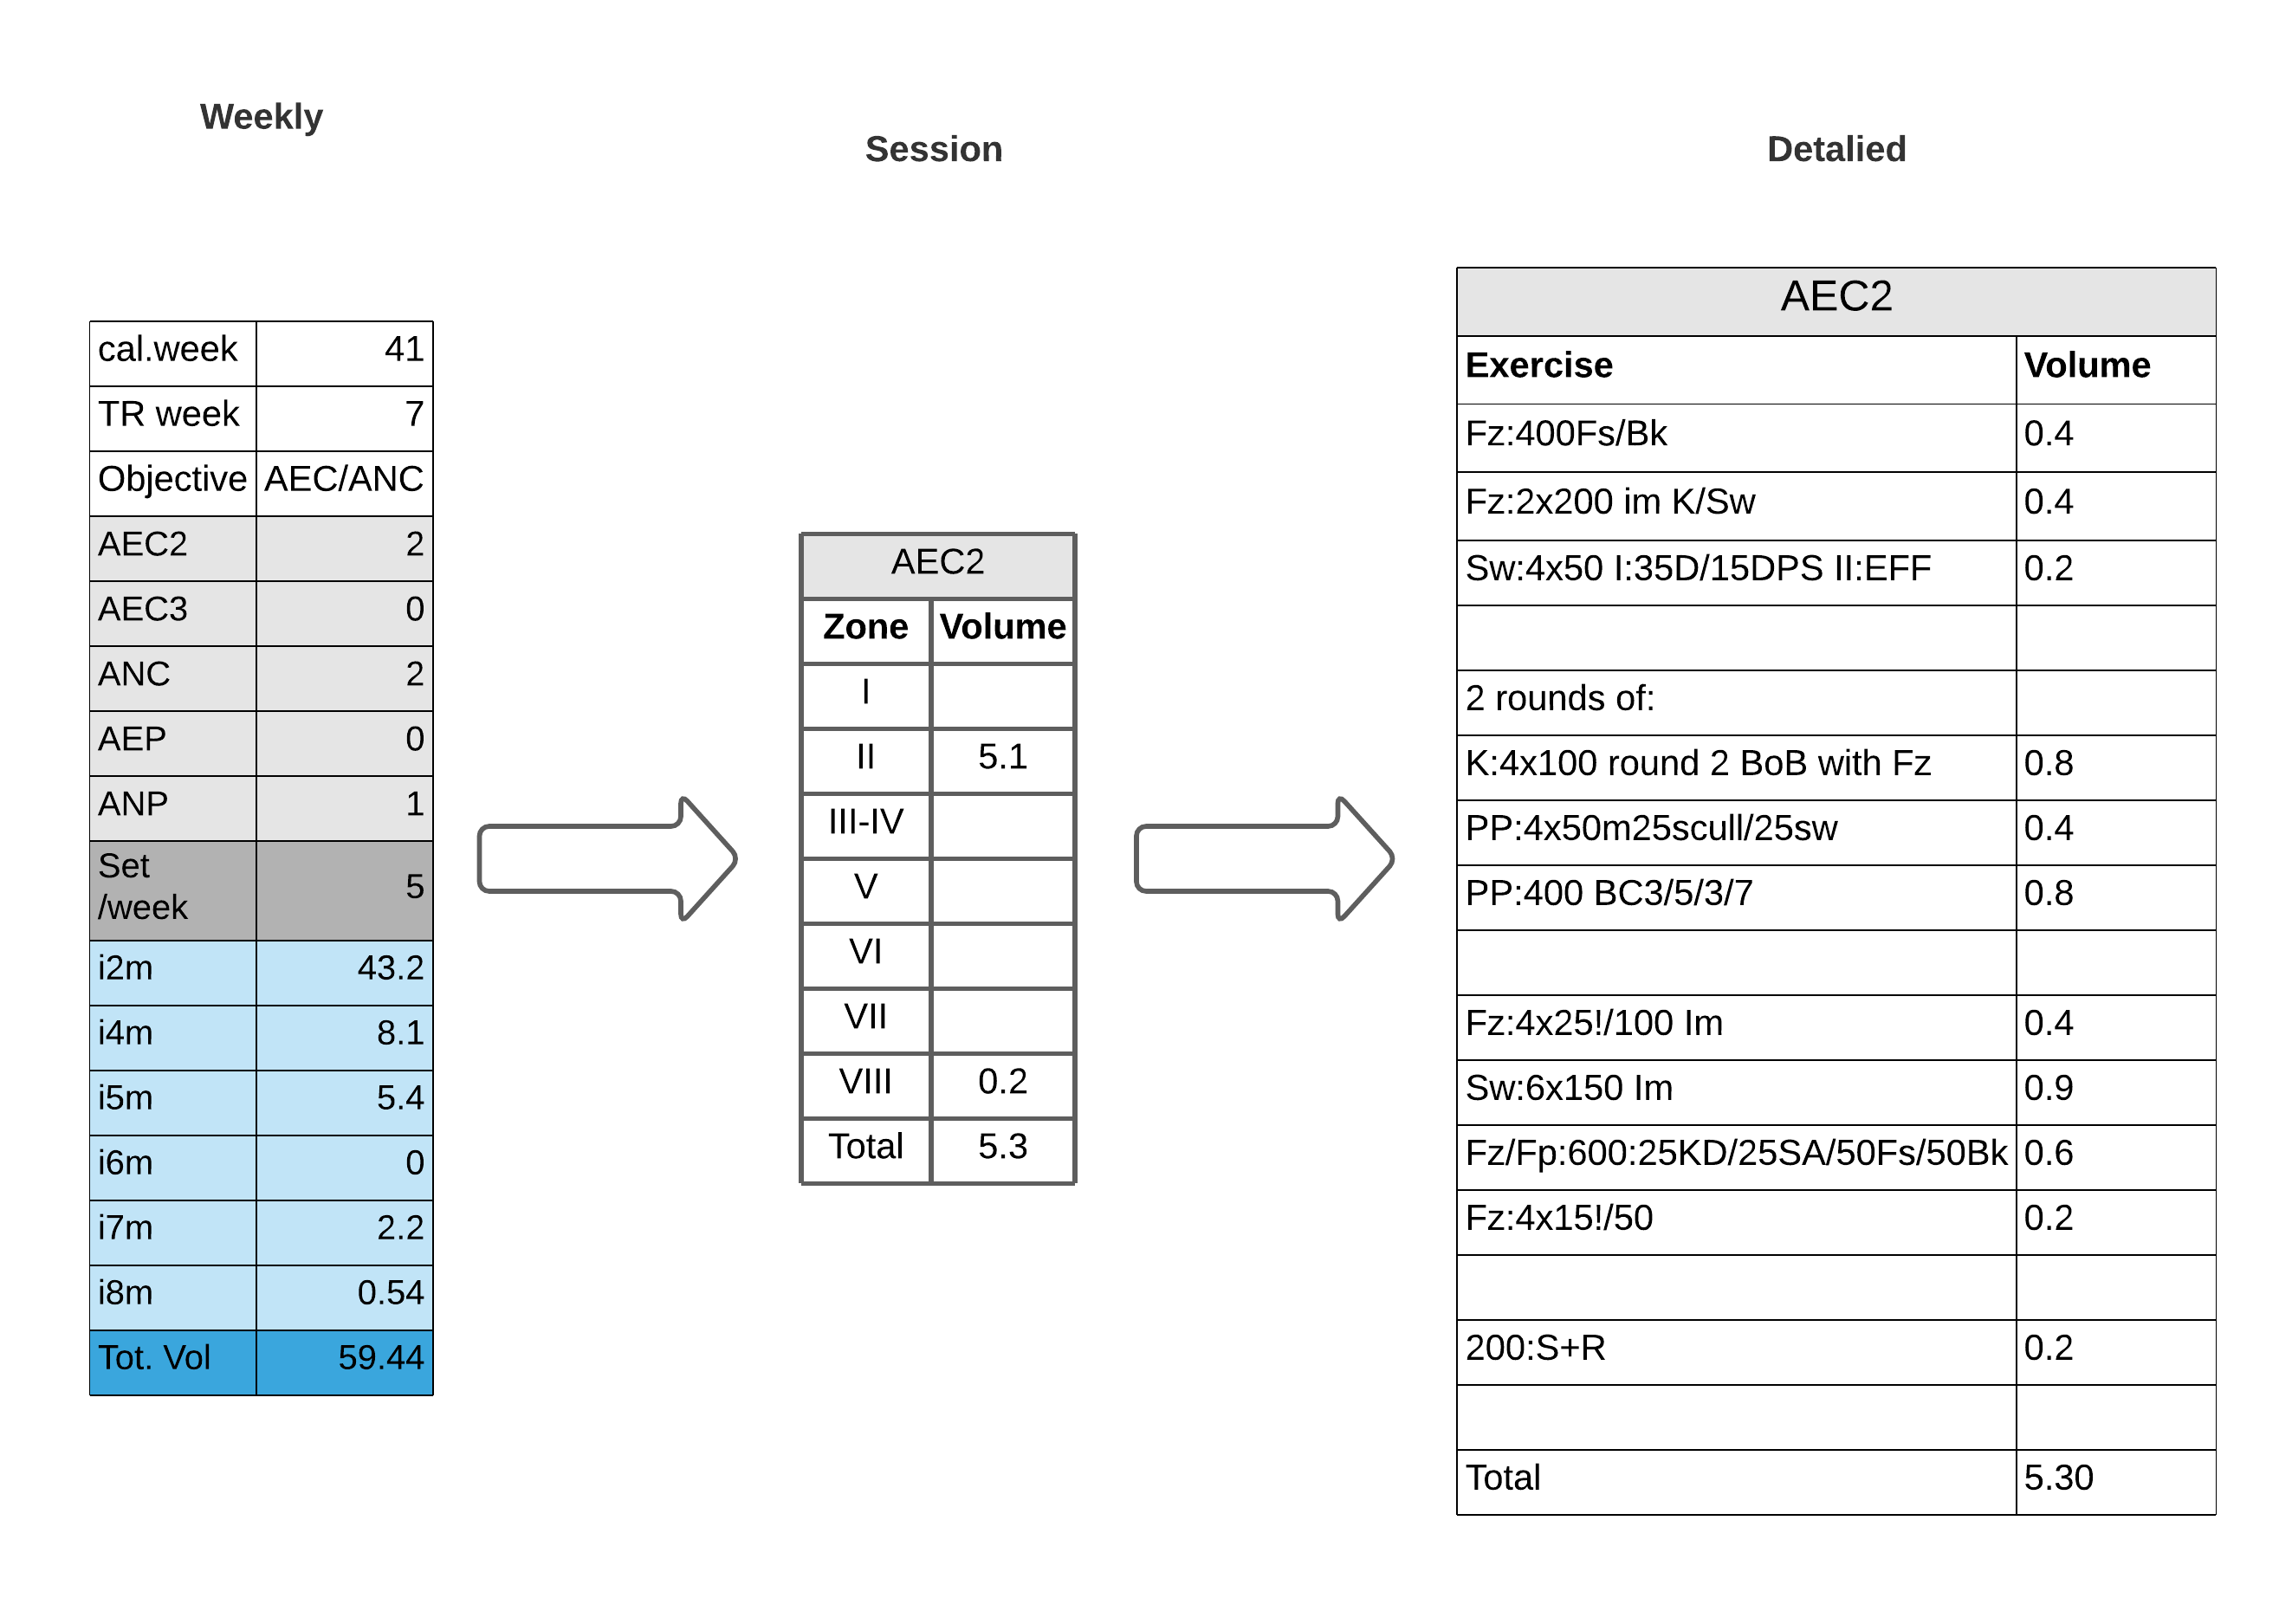 Weekly
cal.week 41
TR week 7
Objective AEC/ANC
AEC2 2
AEC3 0
ANC 2
AEP 0
ANP 1
Set
/week 5
i2m 43.2
i4m 8.1
i5m 5.4
i6m 0
i7m 2.2
i8m 0.54
Tot. Vol 59.44
Session
AEC2
Zone Volume
I
II 5.1
III-IV
V
VI
VII
VIII 0.2
Total 5.3
Detalied
AEC2
Exercise Volume
Fz:400Fs/Bk 0.4
Fz:2x200 im K/Sw 0.4
Sw:4x50 I:35D/15DPS II:EFF 0.2
2 rounds of:
K:4x100 round 2 BoB with Fz 0.8
PP:4x50m25scull/25sw 0.4
PP:400 BC3/5/3/7 0.8
Fz:4x25!/100 Im 0.4
Sw:6x150 Im 0.9
Fz/Fp:600:25KD/25SA/50Fs/50Bk 0.6
Fz:4x15!/50 0.2
200:S+R 0.2
Total 5.30